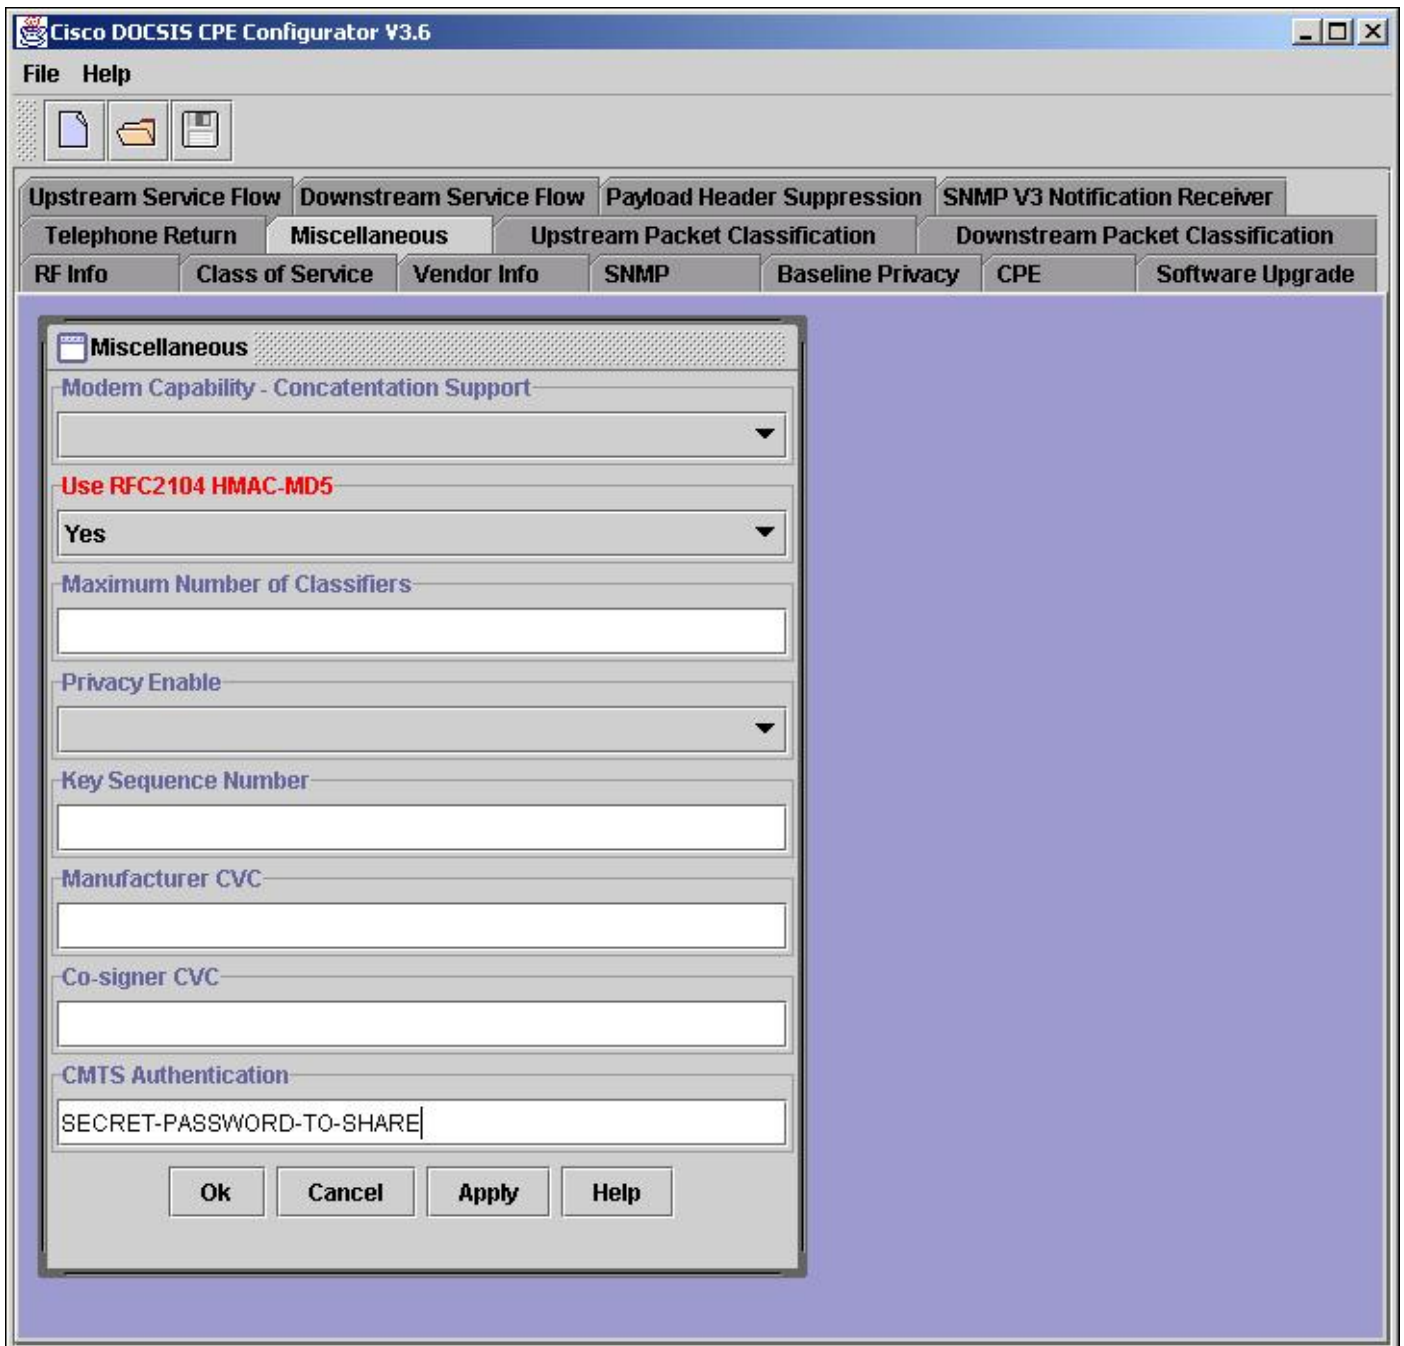 Cisco DOCSIS CPE Configurator V3.6
File Help
Upstream Service Flow Downstream Service Flow Payload Header Suppression SNMP V3 Notification Receiver
Telephone Return Miscellaneous Upstream Packet Classification Downstream Packet Classification
RF Info Class of Service Vendor Info SNMP Baseline Privacy CPE Software Upgrade
Miscellaneous
Modem Capability - Concatentation Support
Use RFC2104 HMAC-MD5
Yes
Maximum Number of Classifiers
Privacy Enable
Key Sequence Number
Manufacturer CVC
Co-signer CVC
CMTS Authentication
SECRET-PASSWORD-TO-SHARE
Ok Cancel Apply Help